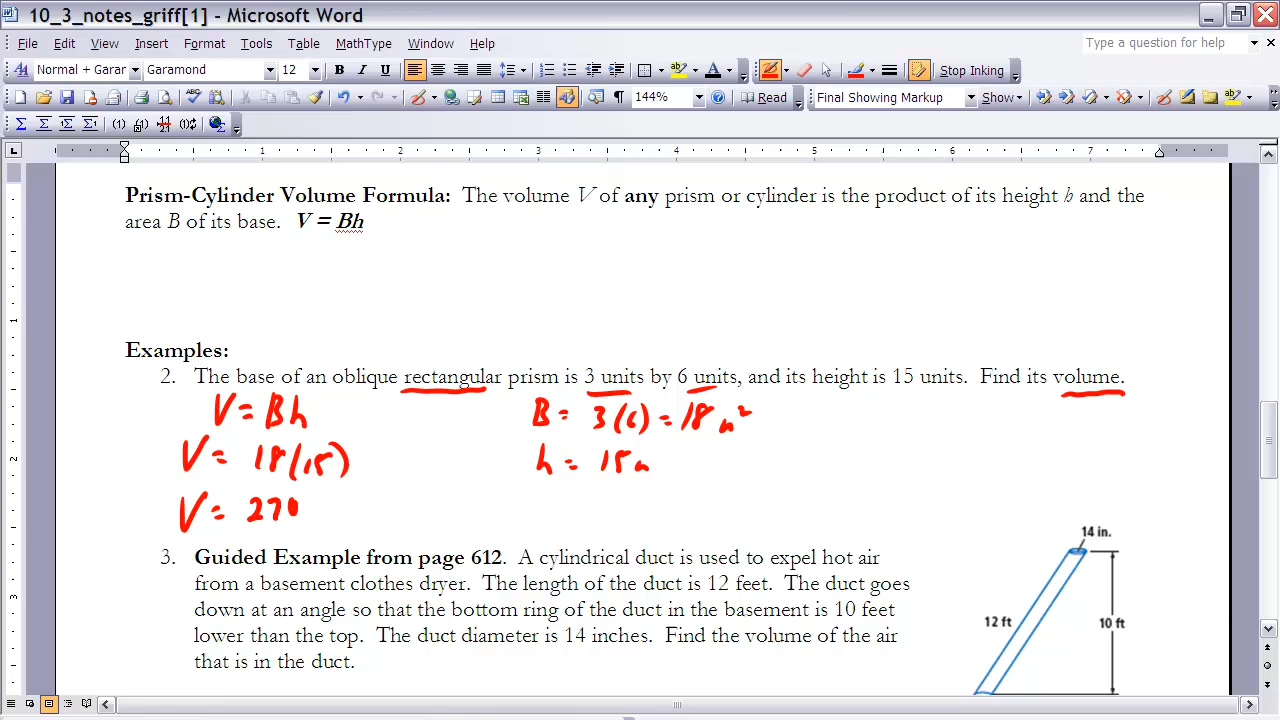 10_3_notes_griff[1] - Microsoft Word
File Edit View Insert Format Tools Table MathType Window Help Type a question for help
Normal + Garar Garamond 12 B I U Stop Inking
144% Read Final Showing Markup Show
1 2 3 4 5 6 7
Prism-Cylinder Volume Formula: The volume V of any prism or cylinder is the product of its height h and the
area B of its base. V = Bh
Examples:
2. The base of an oblique rectangular prism is 3 units by 6 units, and its height is 15 units. Find its volume.
V = Bh B = 3(6) = 18 u²
V = 18(15) h = 15u
V = 270
3. Guided Example from page 612. A cylindrical duct is used to expel hot air
from a basement clothes dryer. The length of the duct is 12 feet. The duct goes
down at an angle so that the bottom ring of the duct in the basement is 10 feet
lower than the top. The duct diameter is 14 inches. Find the volume of the air
that is in the duct.
14 in.
12 ft 10 ft